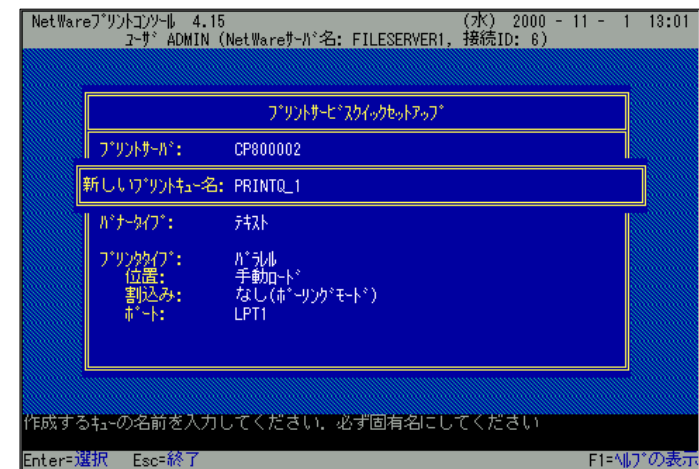 NetWareﾌﾟﾘﾝﾄｺﾝｿｰﾙ 4.15 (水) 2000 - 11 - 1 13:01
ﾕｰｻﾞ ADMIN (NetWareｻｰﾊﾞ名: FILESERVER1, 接続ID: 6)
ﾌﾟﾘﾝﾄｻｰﾋﾞｽｸｲｯｸｾｯﾄｱｯﾌﾟ
ﾌﾟﾘﾝﾄｻｰﾊﾞ: CP800002
新しいﾌﾟﾘﾝﾄｷｭｰ名: PRINTQ_1
ﾊﾞﾅｰﾀｲﾌﾟ: ﾃｷｽﾄ
ﾌﾟﾘﾝﾀﾀｲﾌﾟ: ﾊﾟﾗﾚﾙ
位置: 手動ﾛｰﾄﾞ
割込み: なし(ﾎﾟｰﾘﾝｸﾞﾓｰﾄﾞ)
ﾎﾟｰﾄ: LPT1
作成するｷｭｰの名前を入力してください. 必ず固有名にしてください
Enter=選択 Esc=終了 F1=ﾍﾙﾌﾟの表示